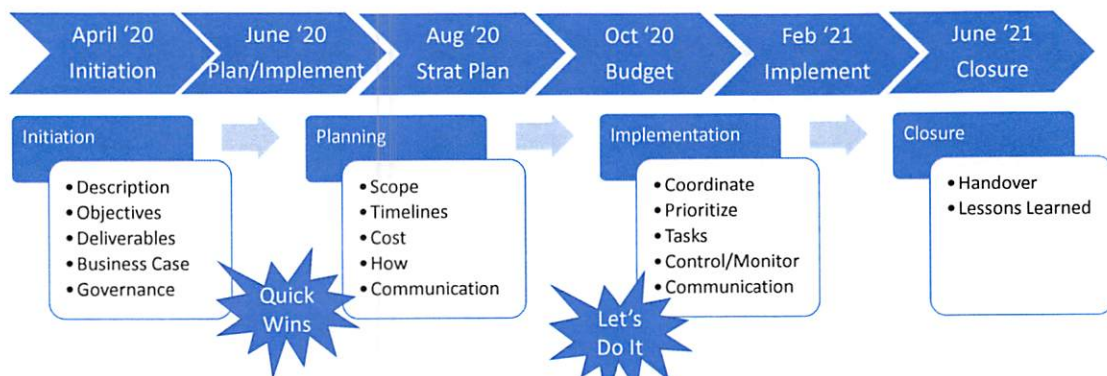 April ‘20
Initiation
June ‘20
Plan/Implement
Aug ‘20
Strat Plan
Oct ‘20
Budget
Feb ‘21
Implement
June ‘21
Closure
Initiation
• Description
• Objectives
• Deliverables
• Business Case
• Governance
Quick
Wins
Planning
• Scope
• Timelines
• Cost
• How
• Communication
Implementation
• Coordinate
• Prioritize
• Tasks
• Control/Monitor
• Communication
Let’s
Do It
Closure
• Handover
• Lessons Learned